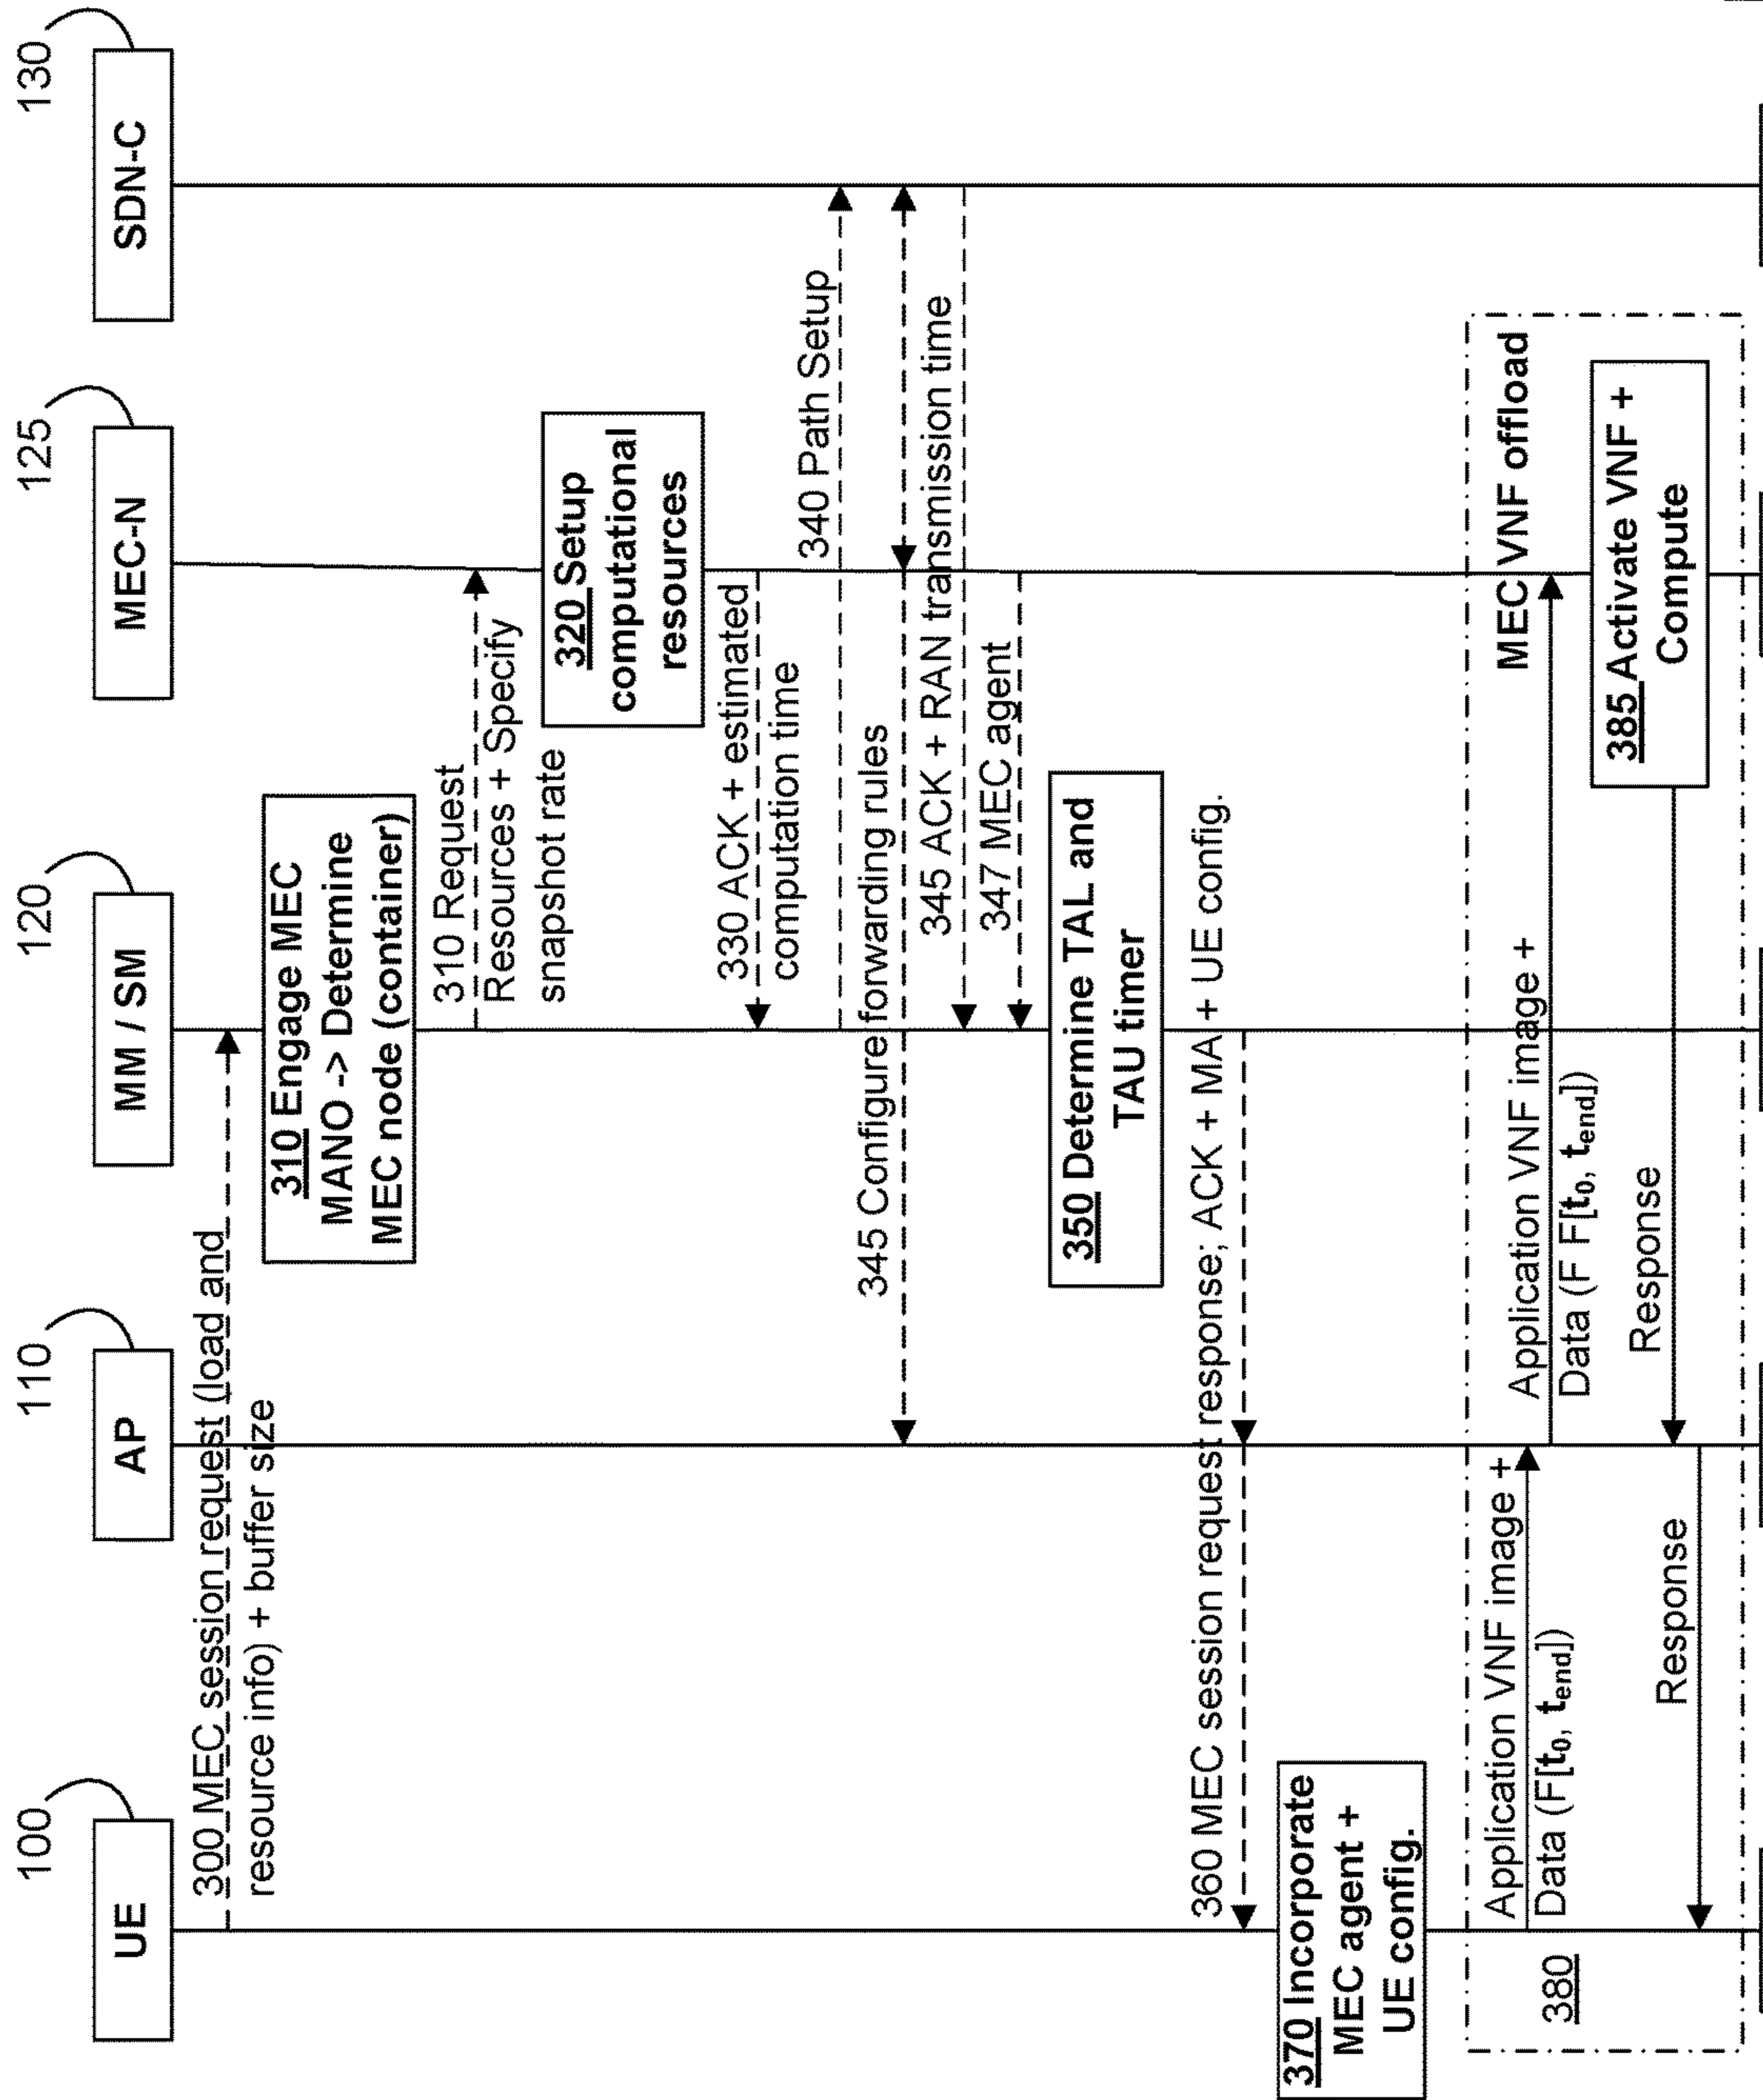 100
110
120
125
130
UE
AP
MM / SM
MEC-N
SDN-C
300 MEC session request (load and
resource info) + buffer size
310 Engage MEC
MANO -> Determine
MEC node (container)
310 Request
Resources + Specify
snapshot rate
320 Setup
computational
resources
330 ACK + estimated
computation time
340 Path Setup
345 Configure forwarding rules
345 ACK + RAN transmission time
347 MEC agent
350 Determine TAL and
TAU timer
360 MEC session request response; ACK + MA + UE config.
370 Incorporate
MEC agent +
UE config.
380
MEC VNF offload
Application VNF image +
Data (F[t0, tend])
Application VNF image +
Data (F F[t0, tend])
385 Activate VNF +
Compute
Response
Response